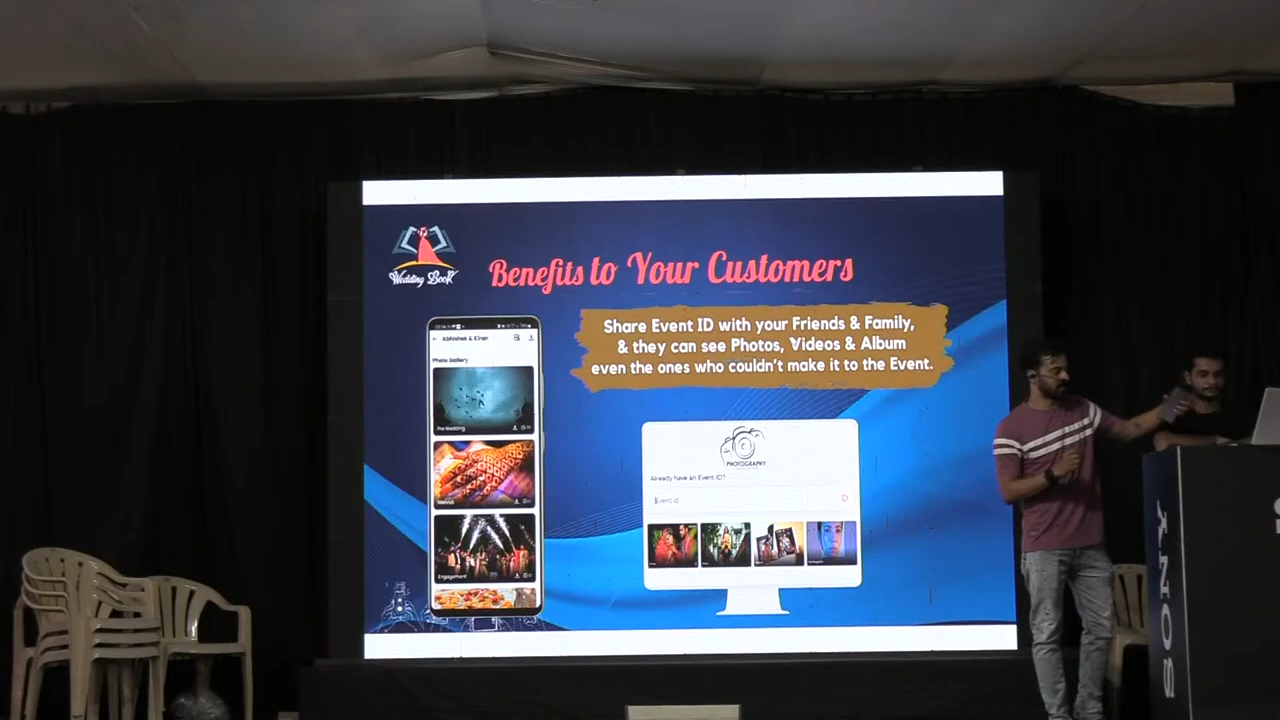 Wedding Book
Benefits to Your Customers
Share Event ID with your Friends & Family,
& they can see Photos, Videos & Album
even the ones who couldn't make it to the Event.
Abhishek & Kiran
Photo Gallery
Pre Wedding
Mehndi
Engagement
PHOTOGRAPHY
Already have an Event ID?
Event id
SONY